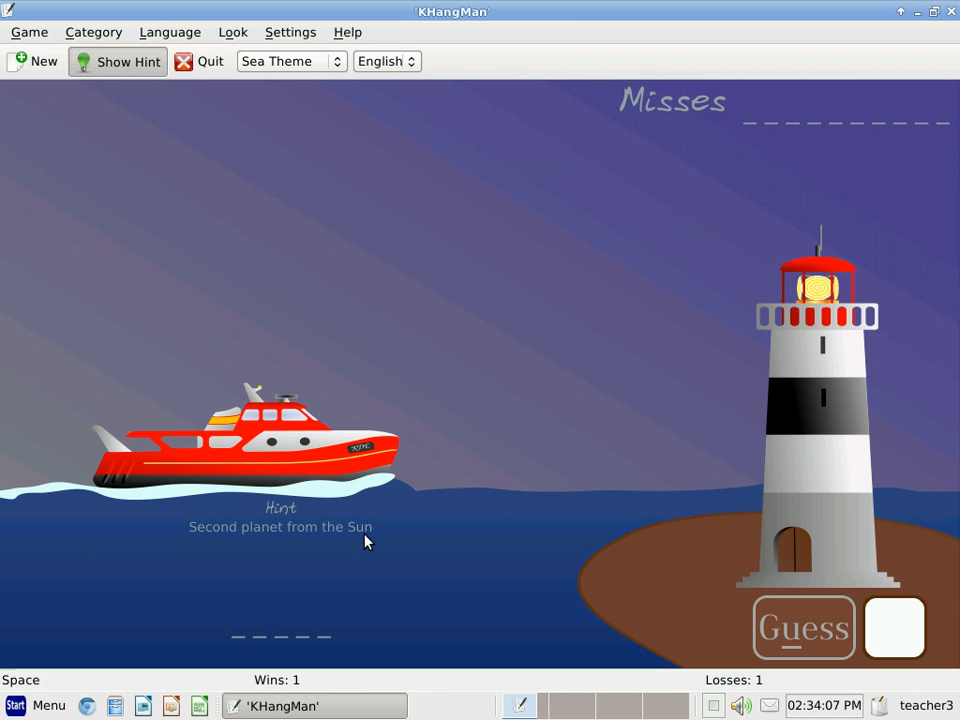 'KHangMan'
Game Category Language Look Settings Help
New Show Hint Quit Sea Theme English
Misses
Hint
Second planet from the Sun
Guess
Space Wins: 1 Losses: 1
Start Menu 'KHangMan' 02:34:07 PM teacher3